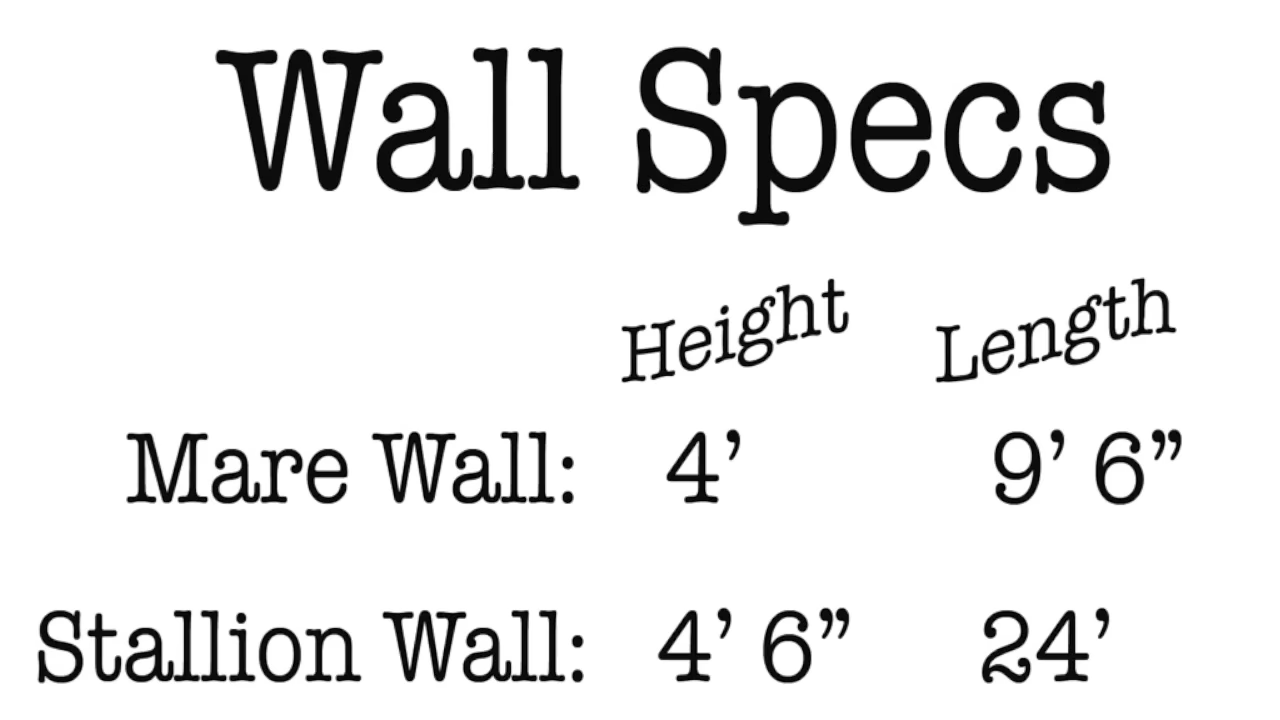 Wall Specs
Height Length
Mare Wall: 4’ 9’ 6”
Stallion Wall: 4’ 6” 24’